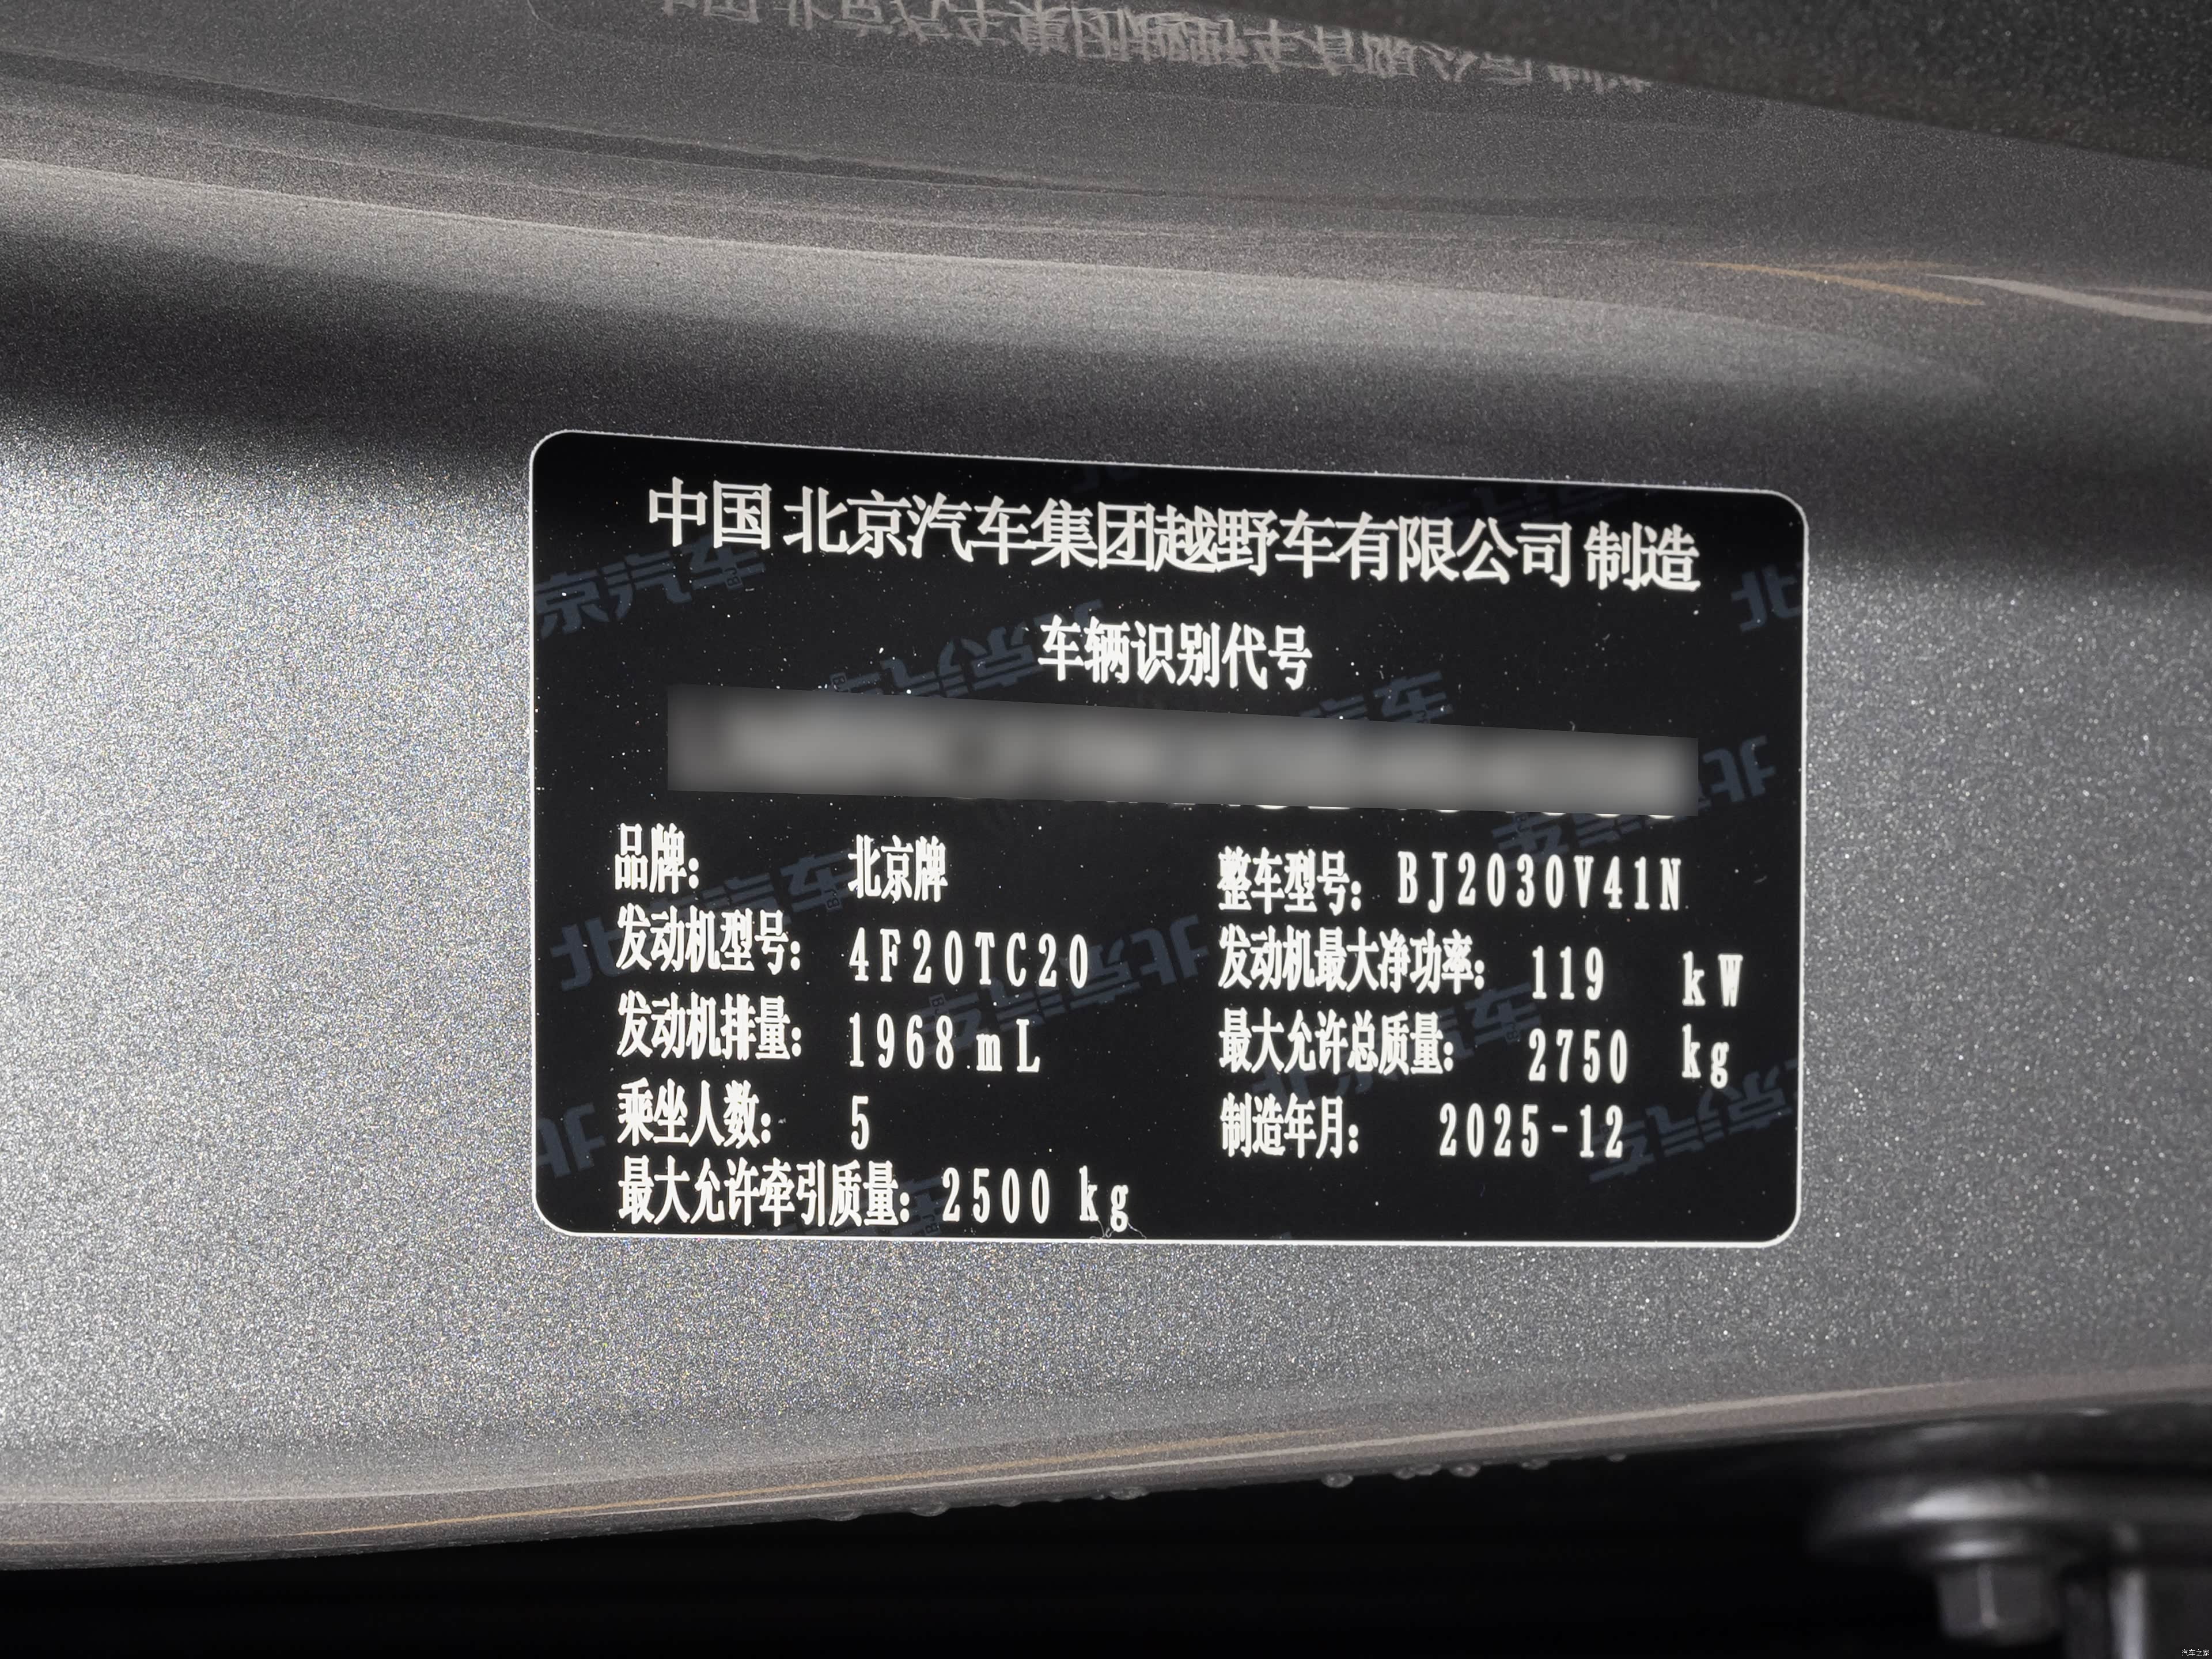 中国 北京汽车集团越野车有限公司 制造
车辆识别代号
品牌: 北京牌 整车型号: BJ2030V41N
发动机型号: 4F20TC20 发动机最大净功率: 119 kW
发动机排量: 1968 mL 最大允许总质量: 2750 kg
乘坐人数: 5 制造年月: 2025-12
最大允许牵引质量: 2500 kg
汽车之家